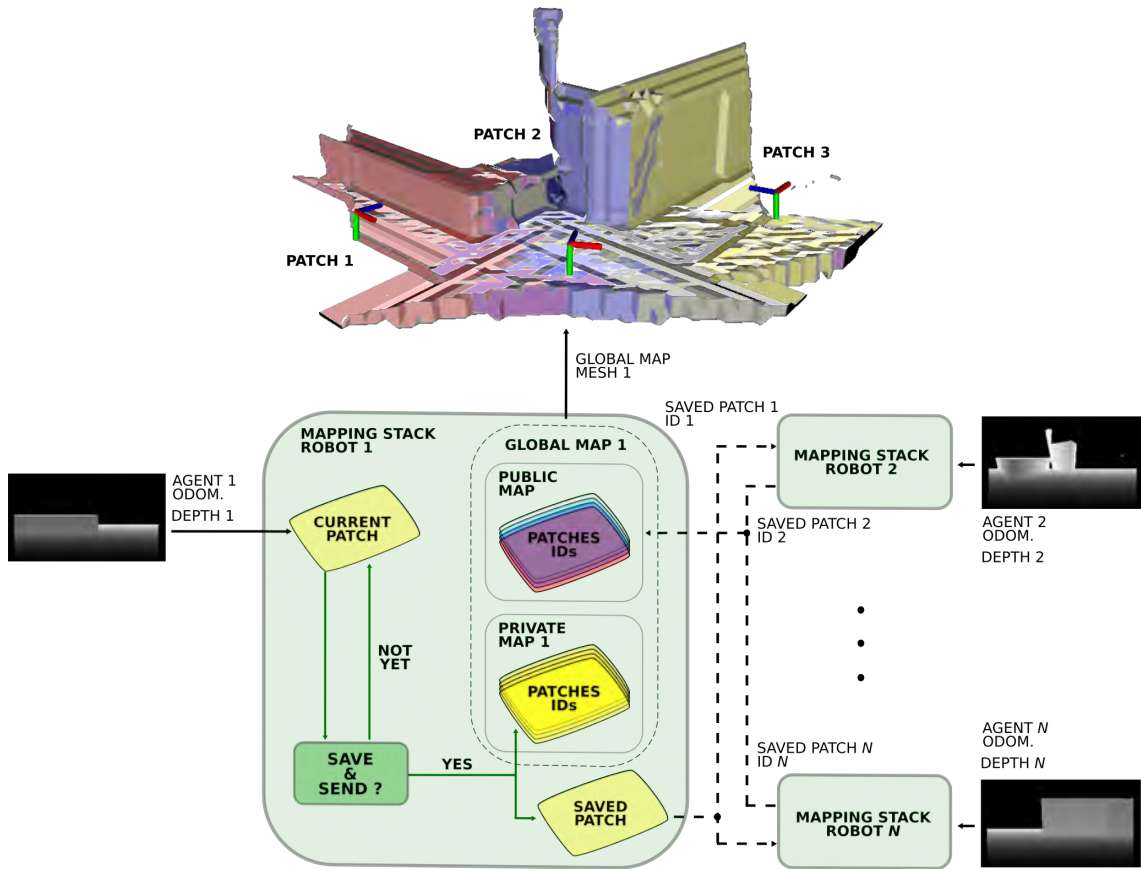 PATCH 2
PATCH 3
PATCH 1
GLOBAL MAP
MESH 1
SAVED PATCH 1
ID 1
MAPPING STACK
ROBOT 1
GLOBAL MAP 1
MAPPING STACK
ROBOT 2
PUBLIC
MAP
AGENT 1
ODOM.
DEPTH 1
CURRENT
PATCH
PATCHES
IDs
SAVED PATCH 2
ID 2
AGENT 2
ODOM.
DEPTH 2
PRIVATE
MAP 1
NOT
YET
PATCHES
IDs
SAVE
&
SEND ?
YES
SAVED
PATCH
SAVED PATCH N
ID N
AGENT N
ODOM.
DEPTH N
MAPPING STACK
ROBOT N